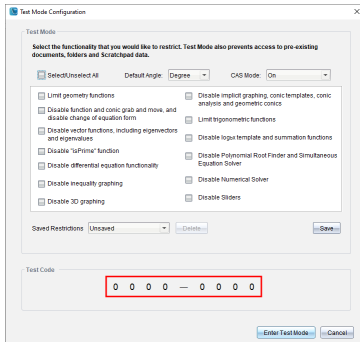 Test Mode Configuration
Test Mode
Select the functionality that you would like to restrict. Test Mode also prevents access to pre-existing
documents, folders and Scratchpad data.
Select/Unselect All Default Angle: Degree CAS Mode: On
Limit geometry functions
Disable function and conic grab and move, and
disable change of equation form
Disable vector functions, including eigenvectors
and eigenvalues
Disable "isPrime" function
Disable differential equation functionality
Disable inequality graphing
Disable 3D graphing
Disable implicit graphing, conic templates, conic
analysis and geometric conics
Limit trigonometric functions
Disable logbx template and summation functions
Disable Polynomial Root Finder and Simultaneous
Equation Solver
Disable Numerical Solver
Disable Sliders
Saved Restrictions Unsaved Delete Save
Test Code
0 0 0 0 — 0 0 0 0
Enter Test Mode Cancel